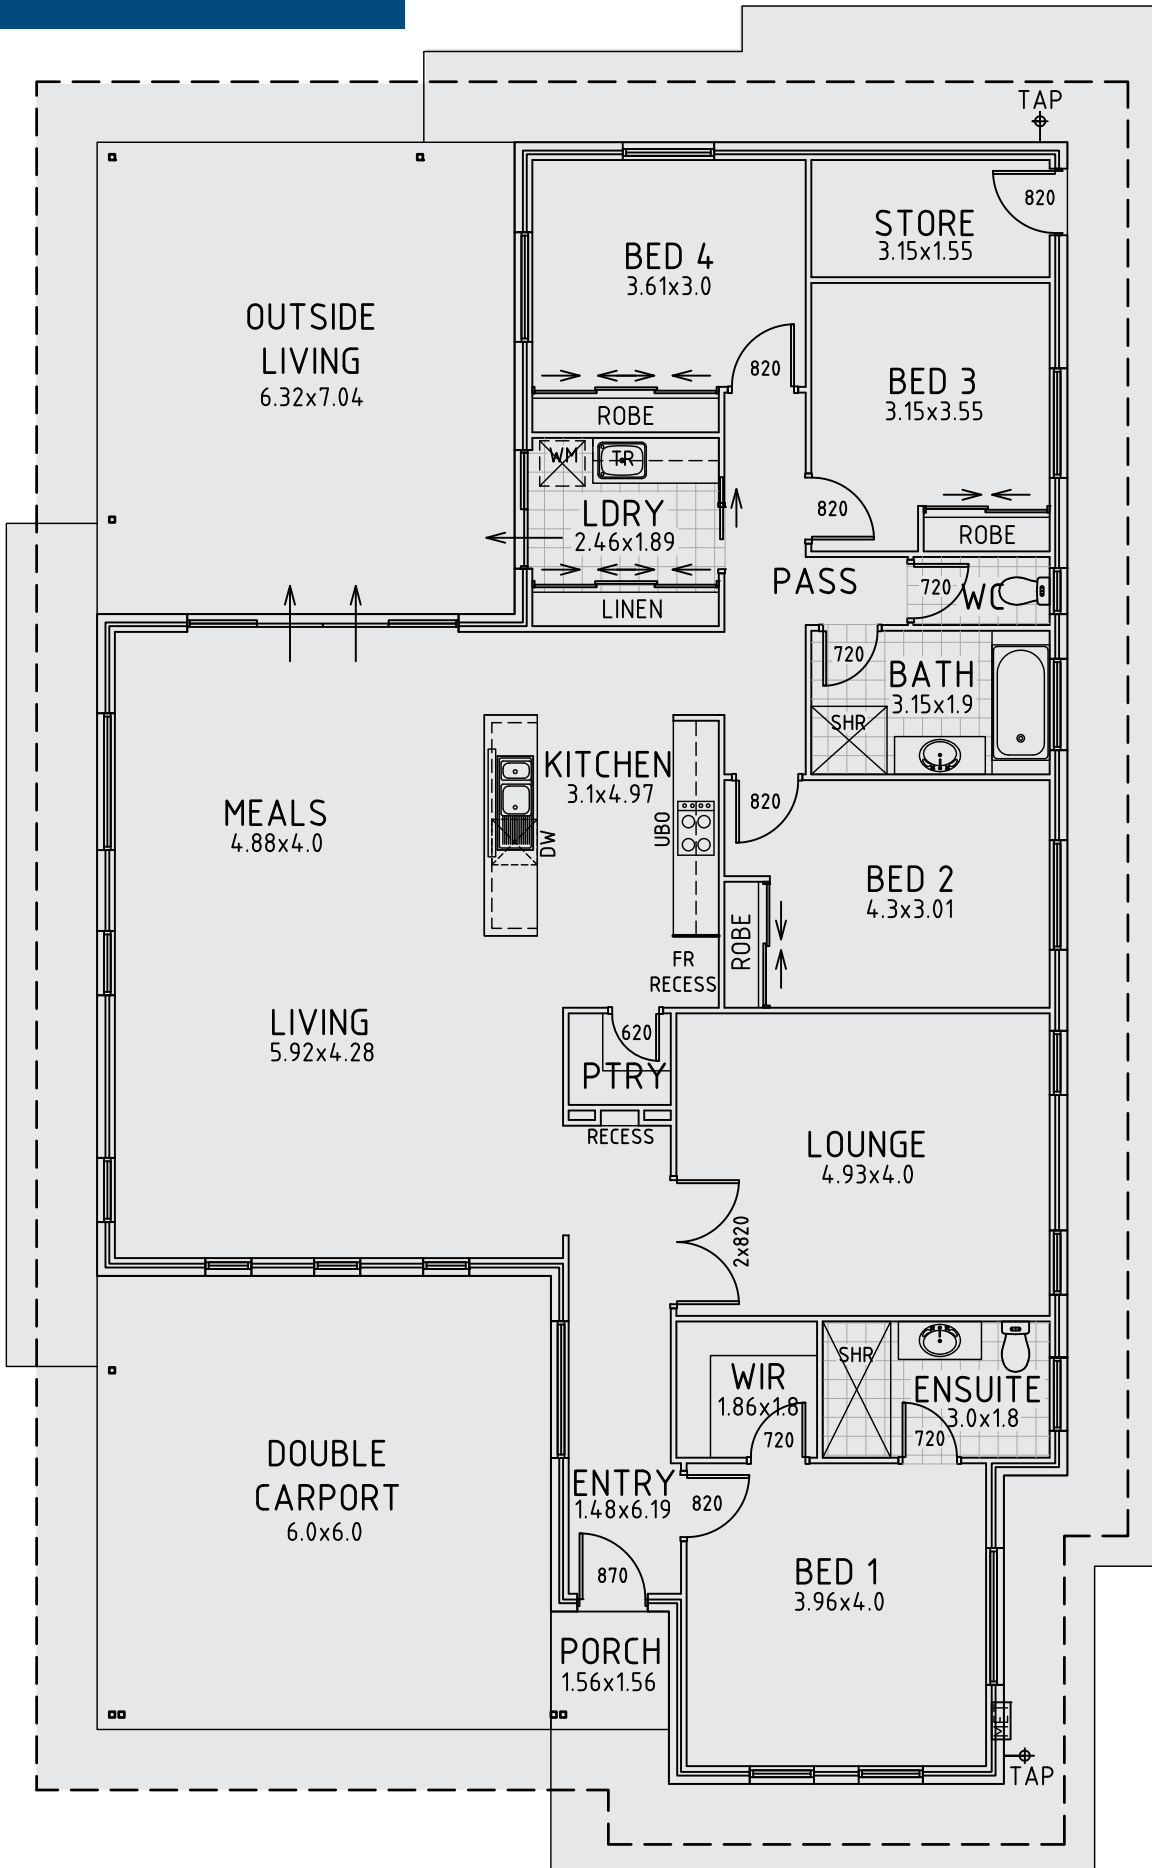 TAP
820
STORE
3.15x1.55
BED 4
3.61x3.0
OUTSIDE
LIVING
6.32x7.04
820
BED 3
3.15x3.55
ROBE
WM
TR
LDRY
2.46x1.89
820
ROBE
LINEN
PASS
720
WC
720
BATH
3.15x1.9
SHR
KITCHEN
3.1x4.97
MEALS
4.88x4.0
DW
UBO
820
BED 2
4.3x3.01
ROBE
FR
RECESS
LIVING
5.92x4.28
620
PTRY
RECESS
LOUNGE
4.93x4.0
2x820
WIR
1.86x1.8
720
SHR
ENSUITE
3.0x1.8
720
DOUBLE
CARPORT
6.0x6.0
ENTRY
1.48x6.19
820
870
BED 1
3.96x4.0
PORCH
1.56x1.56
MET
TAP